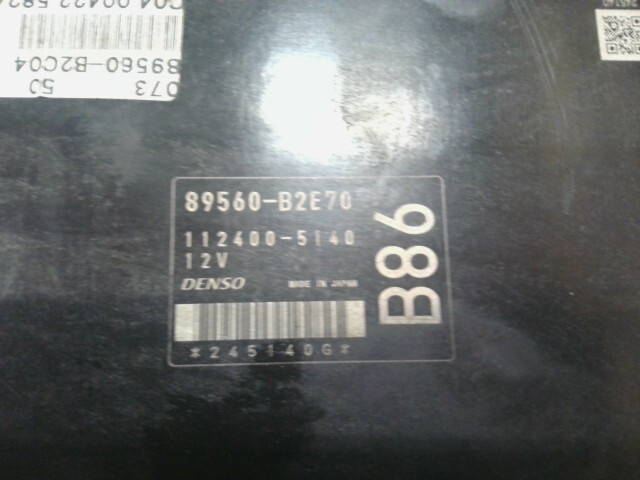 073
50
89560-B2C04
89560-B2E70
112400-5140
12V
DENSO MADE IN JAPAN
*245140G*
B86